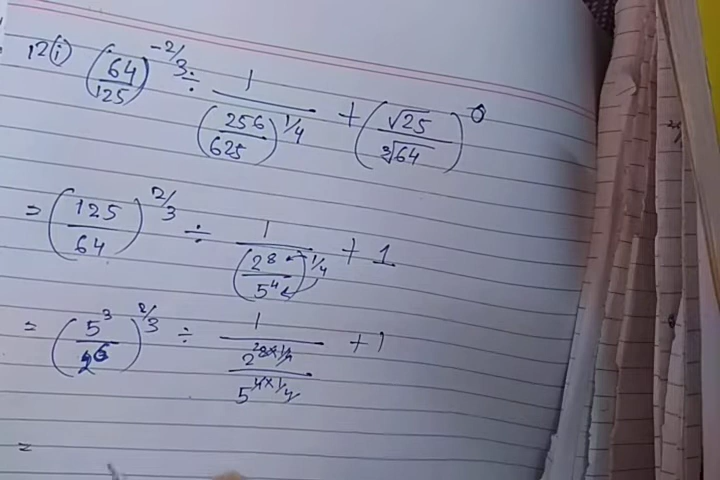 12(i) (64/125)^-2/3 ÷ 1/(256/625)^1/4 + (√25/∛64)^0
= (125/64)^2/3 ÷ 1/(2^8/5^4)^1/4 + 1
= (5^3/2^6)^2/3 ÷ 1/(2^8×1/4/5^4×1/4) + 1
=